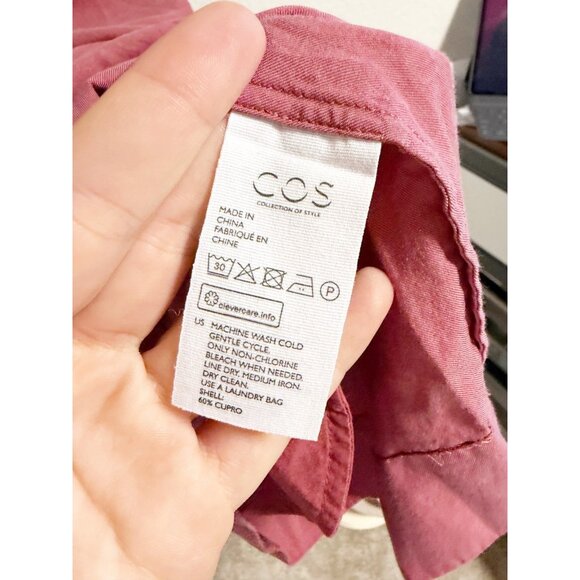 COS
COLLECTION OF STYLE
MADE IN
CHINA
FABRIQUÉ EN
CHINE
30
P
clevercare.info
US MACHINE WASH COLD
GENTLE CYCLE.
ONLY NON-CHLORINE
BLEACH WHEN NEEDED.
LINE DRY. MEDIUM IRON.
DRY CLEAN.
USE A LAUNDRY BAG
SHELL:
60% CUPRO